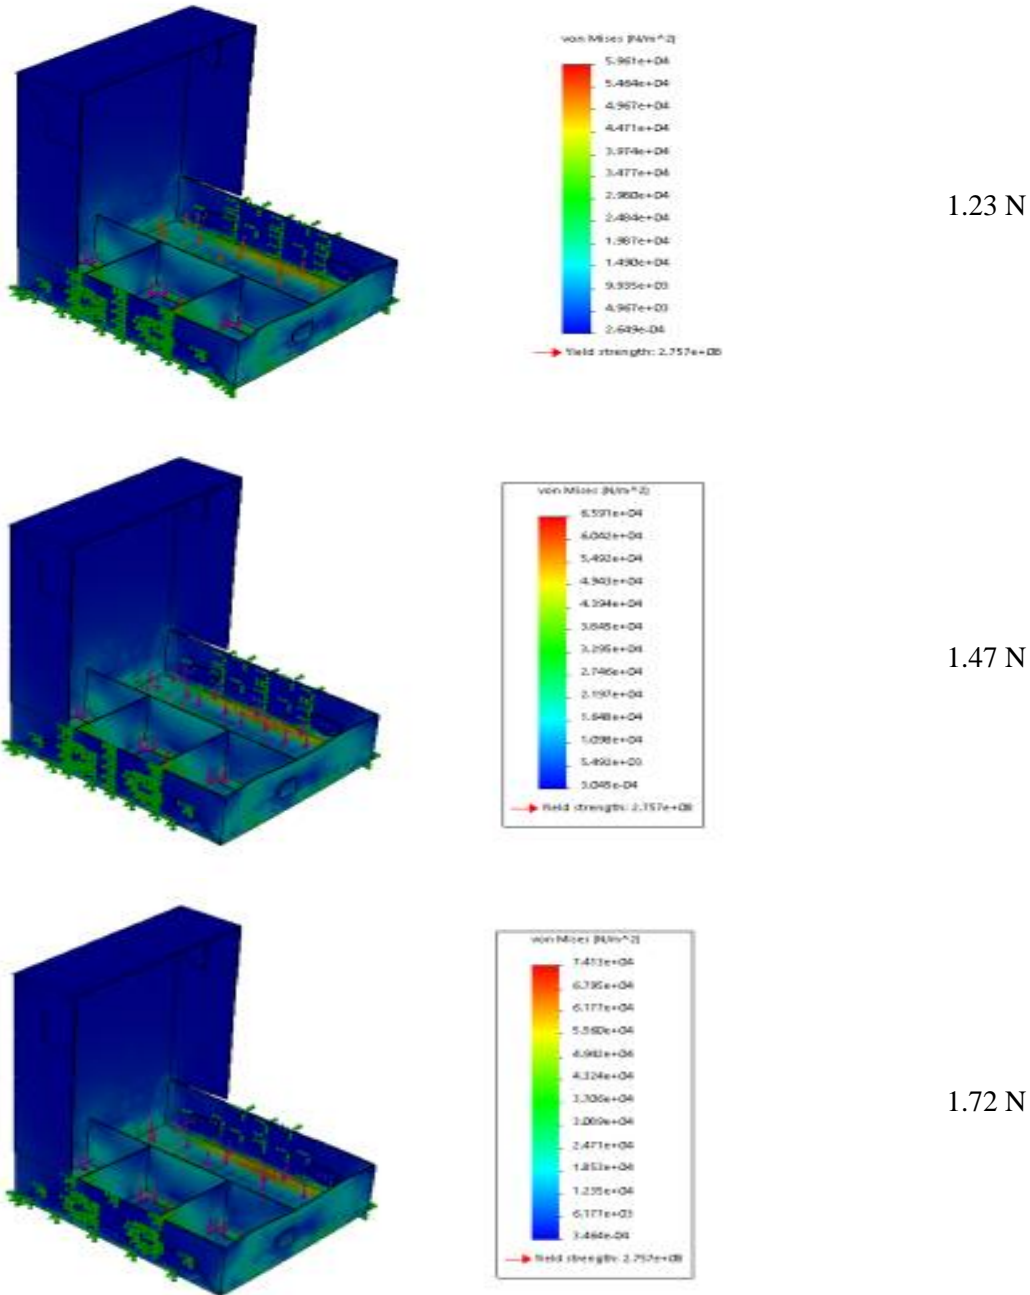 von Mises (N/m^2)
5.961e+04
5.464e+04
4.967e+04
4.471e+04
3.974e+04
3.477e+04
2.980e+04
2.484e+04
1.987e+04
1.490e+04
9.935e+03
4.967e+03
2.649e-04
Yield strength: 2.757e+08
1.23 N
von Mises (N/m^2)
6.591e+04
6.042e+04
5.492e+04
4.943e+04
4.394e+04
3.845e+04
3.295e+04
2.746e+04
2.197e+04
1.648e+04
1.098e+04
5.492e+03
3.048e-04
Yield strength: 2.757e+08
1.47 N
von Mises (N/m^2)
7.413e+04
6.795e+04
6.177e+04
5.560e+04
4.942e+04
4.324e+04
3.706e+04
3.089e+04
2.471e+04
1.853e+04
1.235e+04
6.177e+03
3.464e-04
Yield strength: 2.757e+08
1.72 N